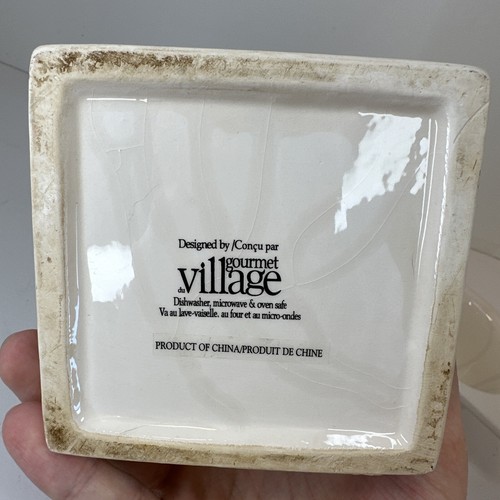 Designed by /Conçu par
gourmet
du village
Dishwasher, microwave & oven safe
Va au lave-vaiselle. au four et au micro-ondes
PRODUCT OF CHINA/PRODUIT DE CHINE